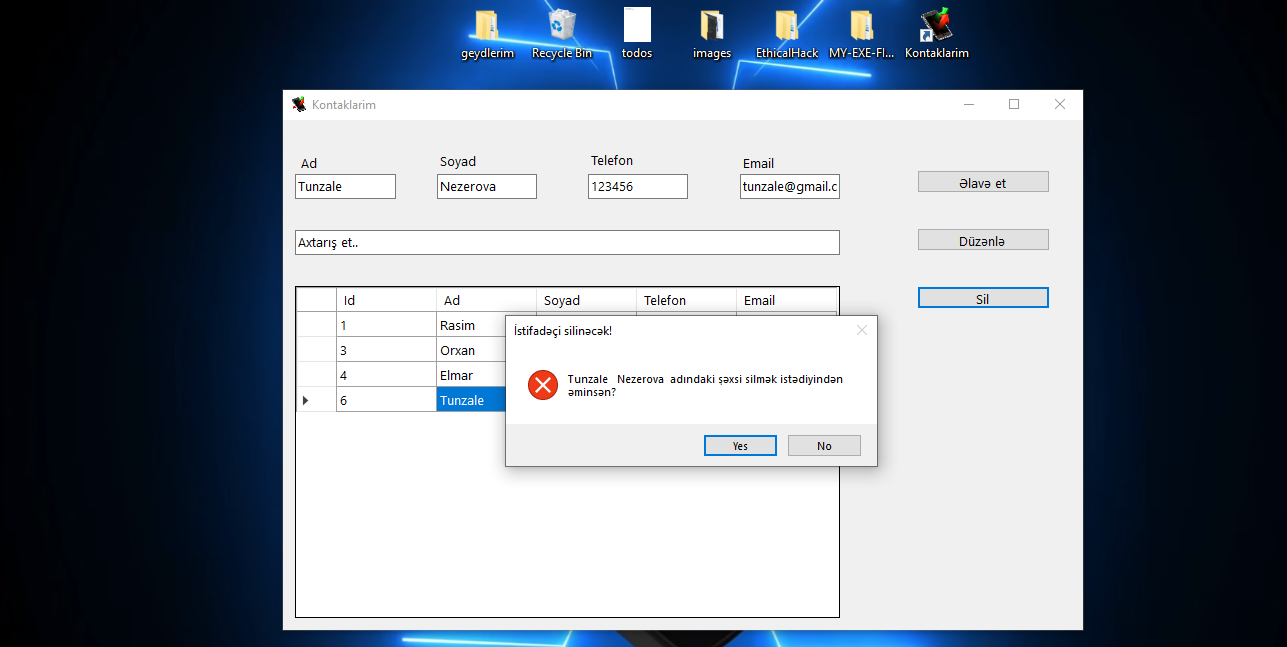 geydlerim
Recycle Bin
todos
images
EthicalHack
MY-EXE-FI...
Kontaklarim
Kontaklarim
Ad
Soyad
Telefon
Email
Tunzale
Nezerova
123456
tunzale@gmail.c
Əlavə et
Axtarış et..
Düzənlə
Sil
Id Ad Soyad Telefon Email
1 Rasim
3 Orxan
4 Elmar
6 Tunzale
İstifadəçi silinəcək!
Tunzale Nezerova adındaki şəxsi silmək istədiyindən
əminsən?
Yes
No